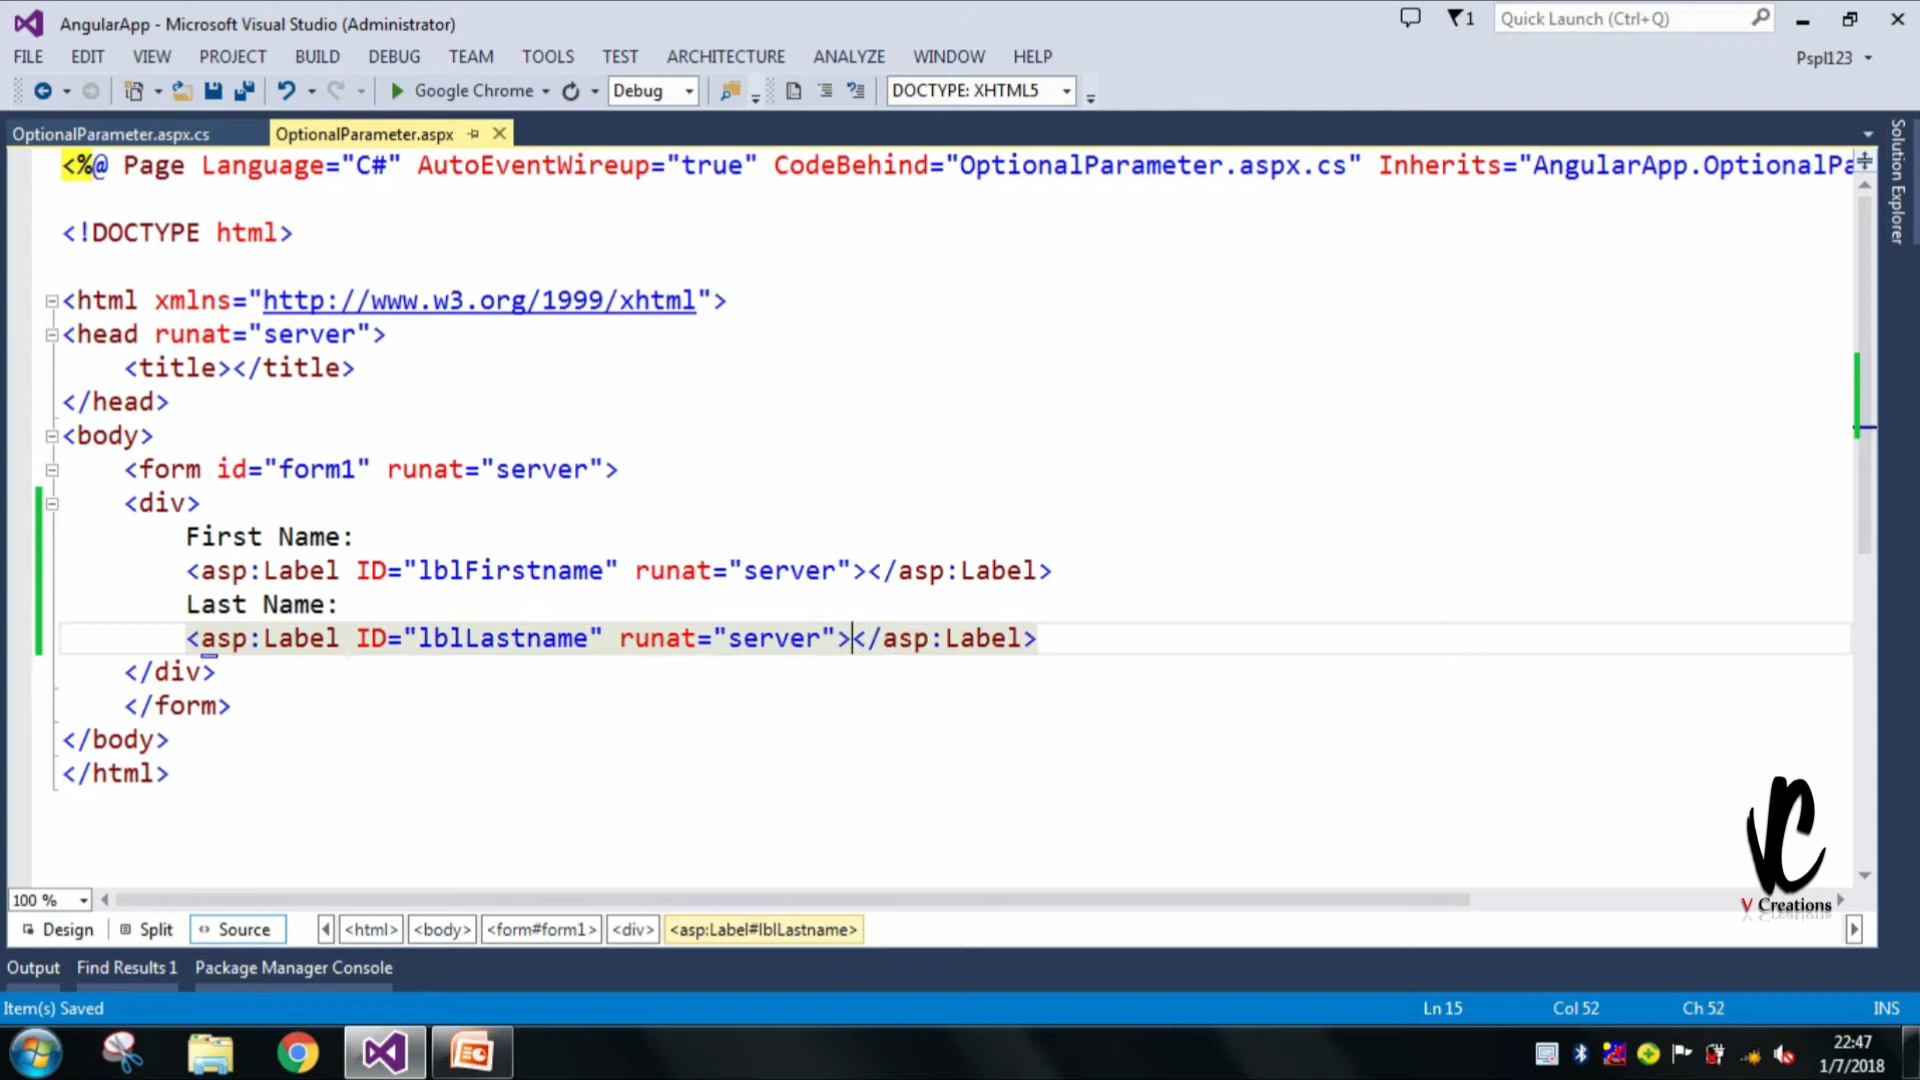 AngularApp - Microsoft Visual Studio (Administrator)
1
Quick Launch (Ctrl+Q)
FILE EDIT VIEW PROJECT BUILD DEBUG TEAM TOOLS TEST ARCHITECTURE ANALYZE WINDOW HELP
Pspl123
Google Chrome
Debug
DOCTYPE: XHTML5
OptionalParameter.aspx.cs
OptionalParameter.aspx
Solution Explorer
<%@ Page Language="C#" AutoEventWireup="true" CodeBehind="OptionalParameter.aspx.cs" Inherits="AngularApp.OptionalPa
<!DOCTYPE html>
<html xmlns="http://www.w3.org/1999/xhtml">
<head runat="server">
<title></title>
</head>
<body>
<form id="form1" runat="server">
<div>
First Name:
<asp:Label ID="lblFirstname" runat="server"></asp:Label>
Last Name:
<asp:Label ID="lblLastname" runat="server"></asp:Label>
</div>
</form>
</body>
</html>
VC
V Creations
100 %
Design Split Source <html> <body> <form#form1> <div> <asp:Label#lblLastname>
Output Find Results 1 Package Manager Console
Item(s) Saved Ln 15 Col 52 Ch 52 INS
22:47
1/7/2018